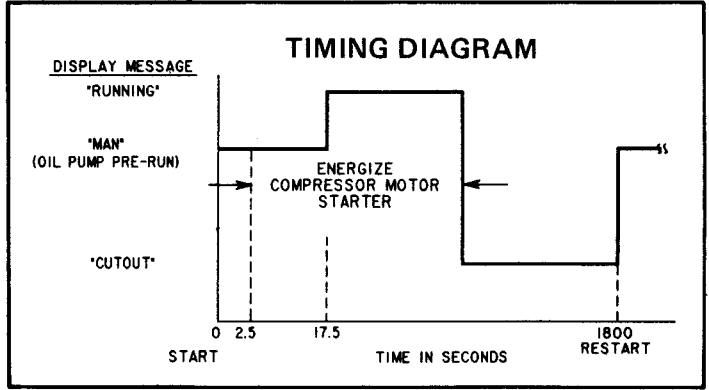 TIMING DIAGRAM
DISPLAY MESSAGE
"RUNNING"
"MAN"
(OIL PUMP PRE-RUN)
ENERGIZE
COMPRESSOR MOTOR
STARTER
"CUTOUT"
0 2.5 17.5 1800
START TIME IN SECONDS RESTART